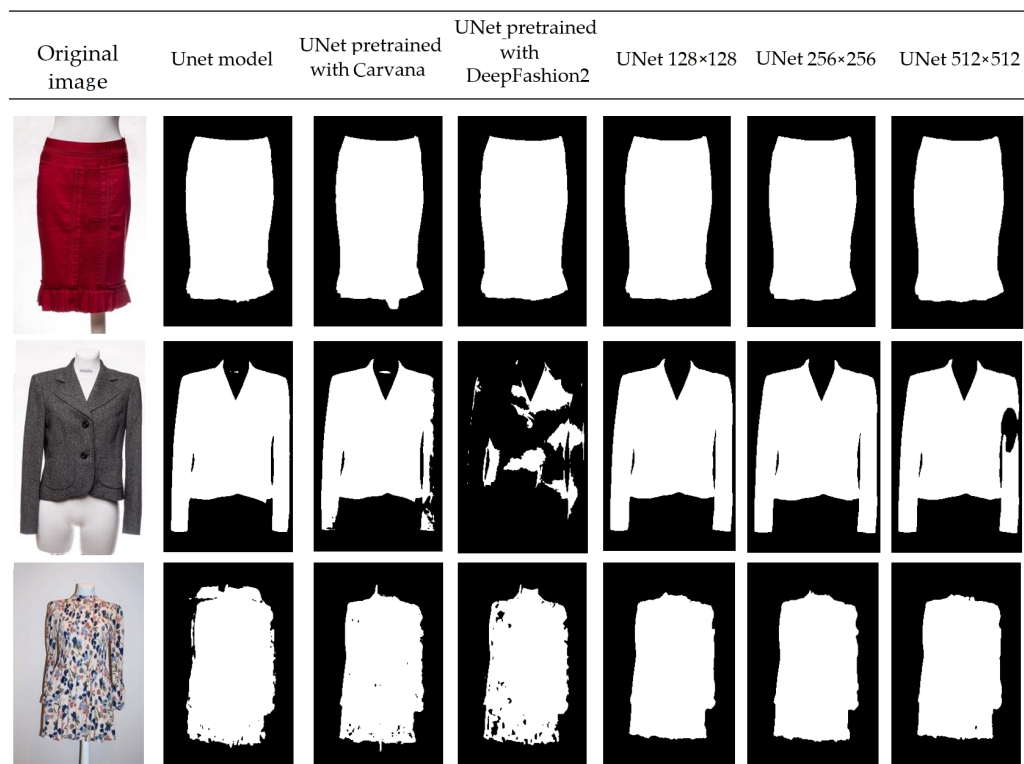 Original
image
Unet model
UNet pretrained
with Carvana
UNet pretrained
with
DeepFashion2
UNet 128×128
UNet 256×256
UNet 512×512